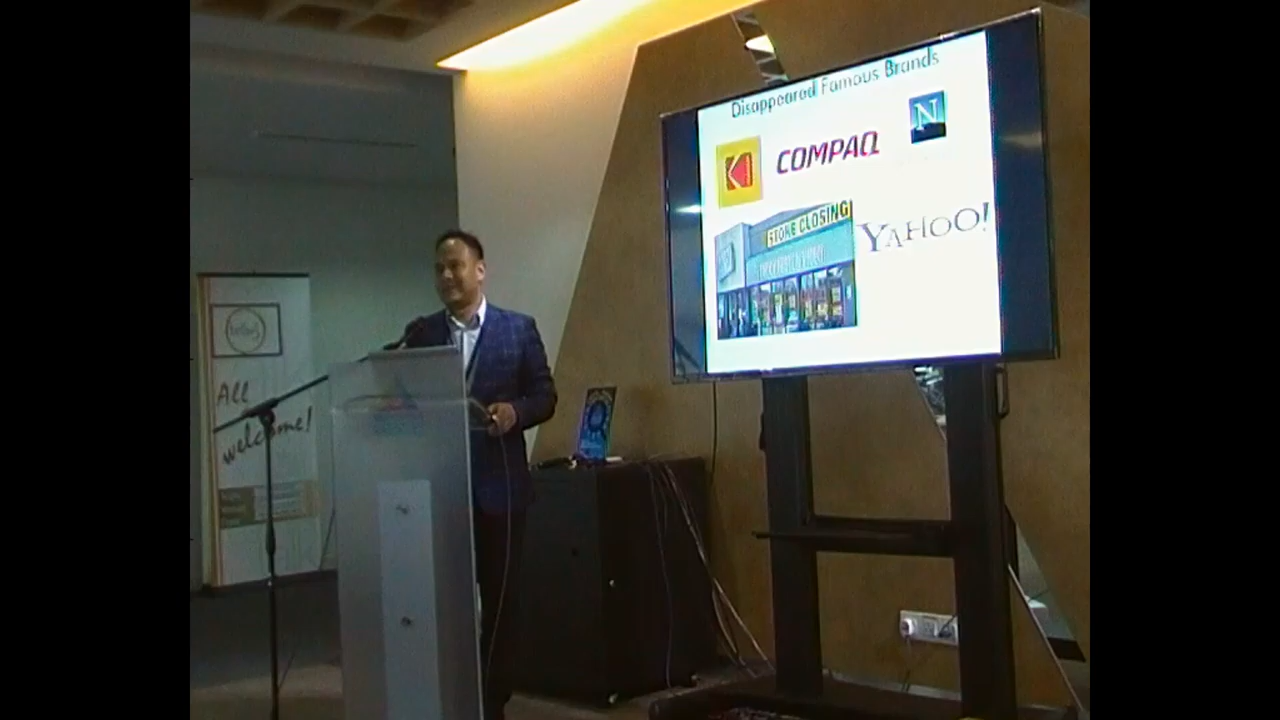 Disappeared Famous Brands
N
COMPAQ
YAHOO!
STORE CLOSING
All
welcome!